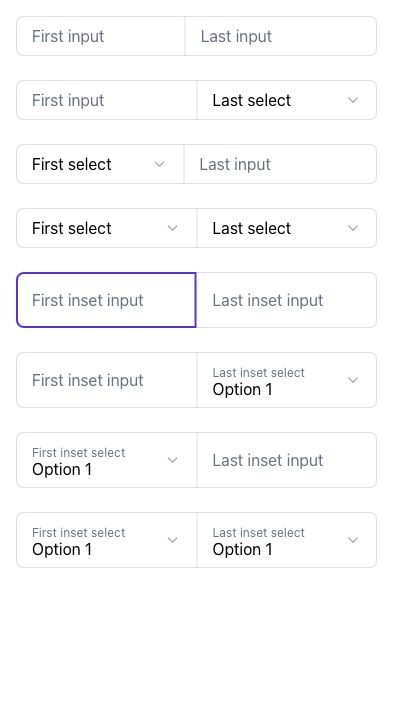 First input Last input
First input Last select
First select Last input
First select Last select
First inset input Last inset input
First inset input Last inset select
Option 1
First inset select
Option 1 Last inset input
First inset select Last inset select
Option 1 Option 1